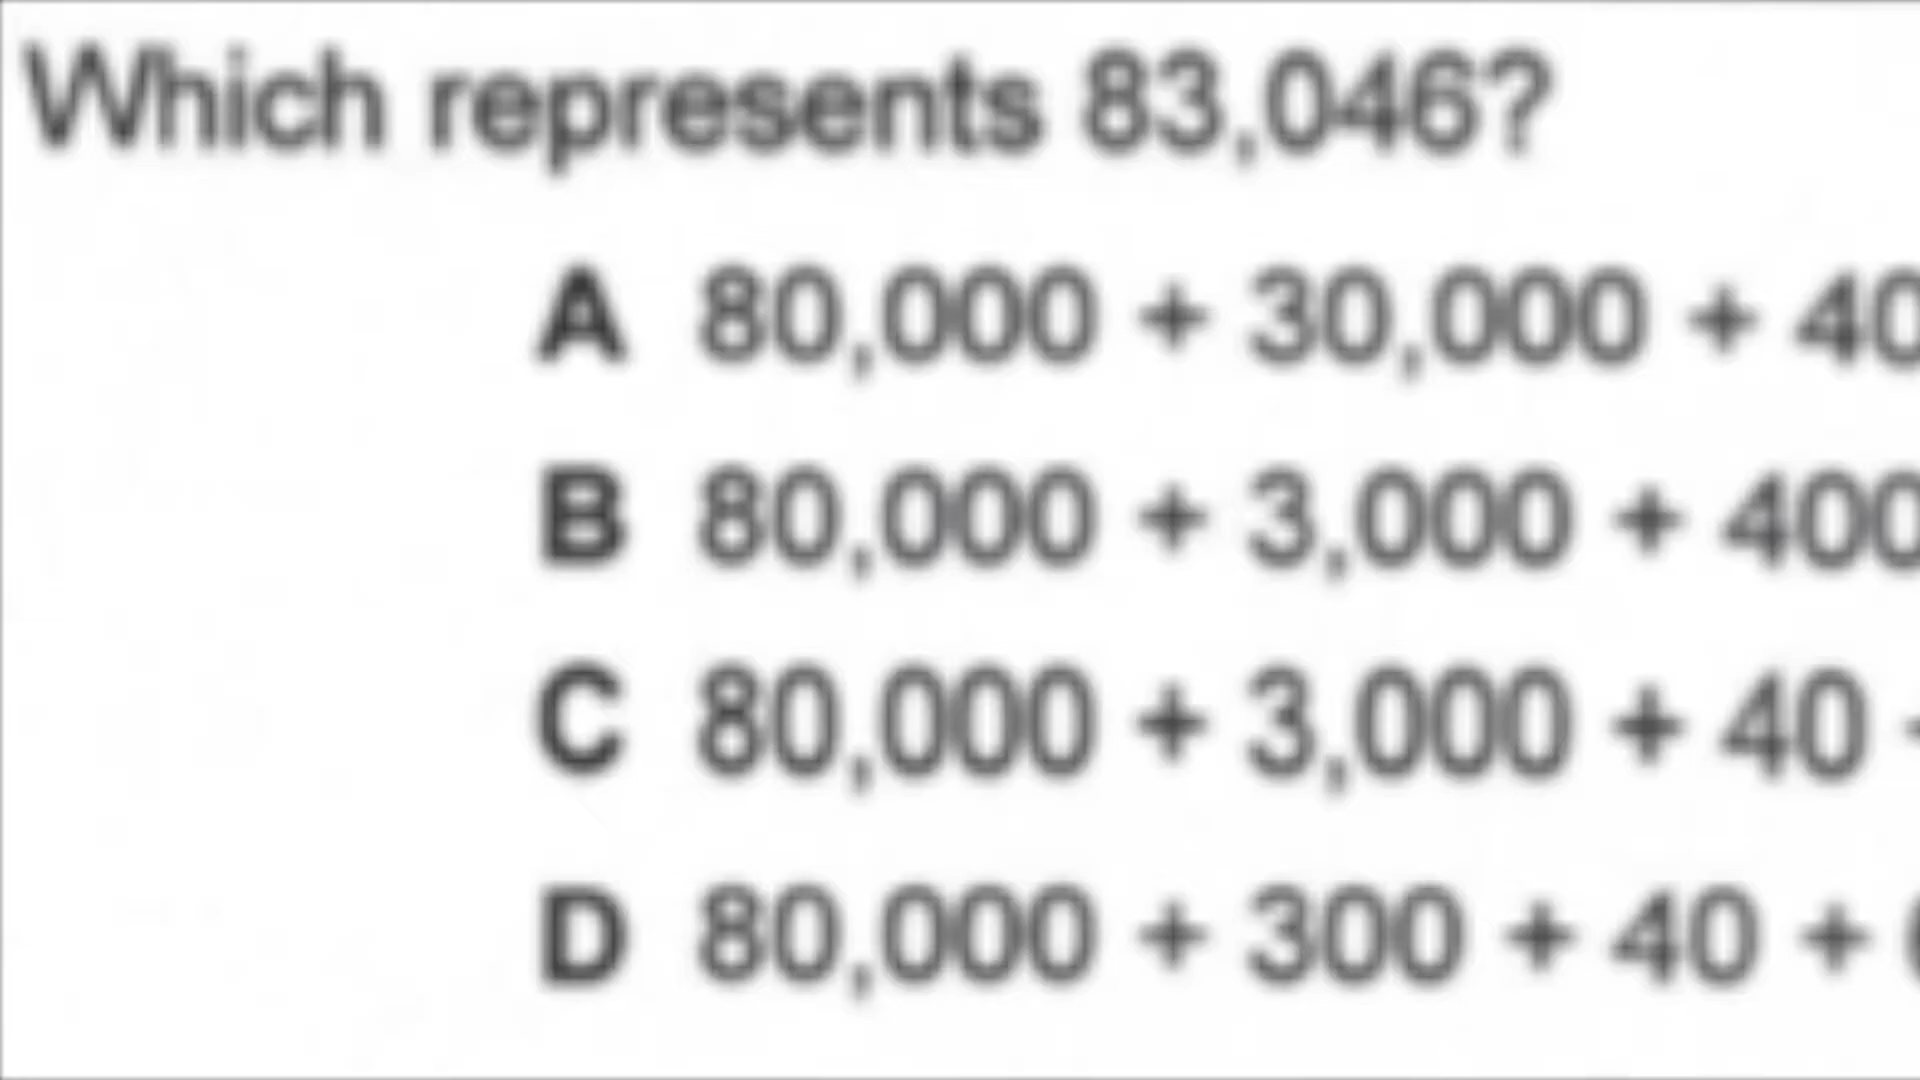 Which represents 83,046?
A 80,000 + 30,000 + 40
B 80,000 + 3,000 + 400
C 80,000 + 3,000 + 40
D 80,000 + 300 + 40 +